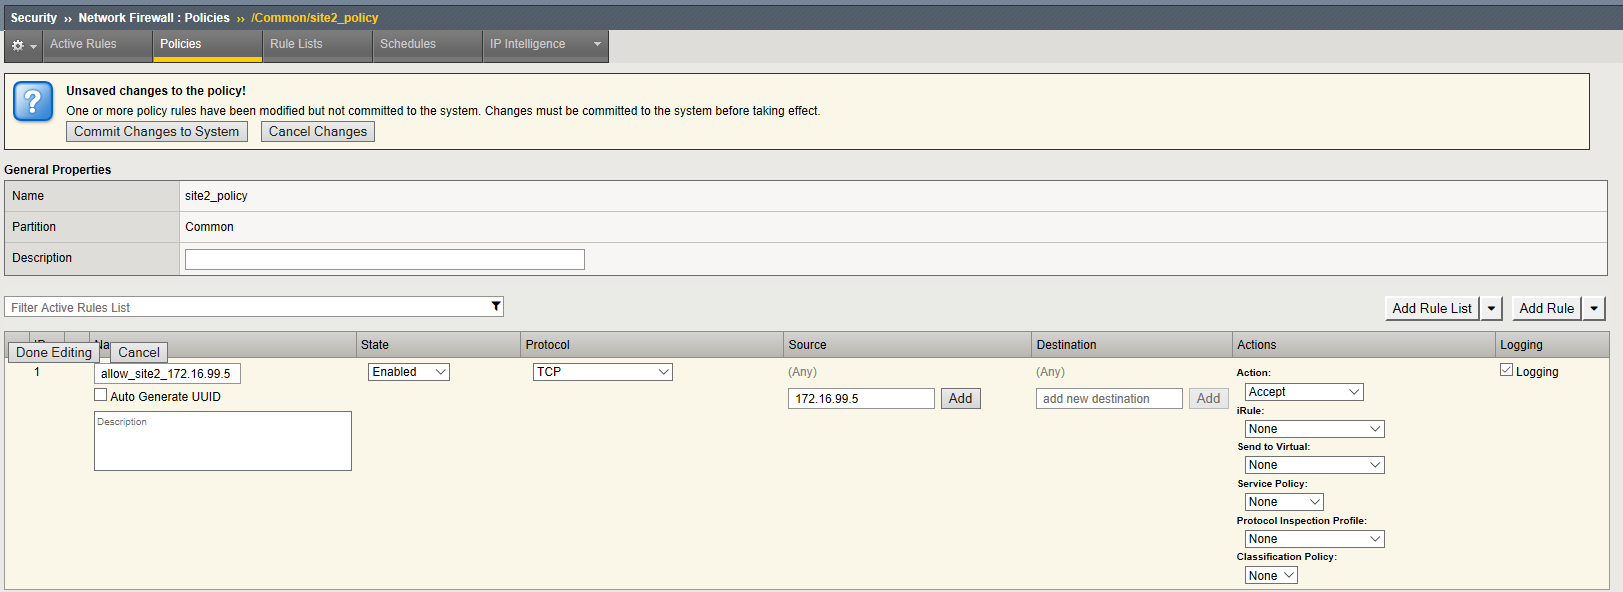 Security ›› Network Firewall : Policies ›› /Common/site2_policy
Active Rules Policies Rule Lists Schedules IP Intelligence
Unsaved changes to the policy!
One or more policy rules have been modified but not committed to the system. Changes must be committed to the system before taking effect.
Commit Changes to System Cancel Changes
General Properties
Name site2_policy
Partition Common
Description
Filter Active Rules List Add Rule List Add Rule
State Protocol Source Destination Actions Logging
Done Editing Cancel
1 allow_site2_172.16.99.5 Enabled TCP (Any) (Any) Action: Logging
Auto Generate UUID 172.16.99.5 Add add new destination Add Accept
Description iRule:
None
Send to Virtual:
None
Service Policy:
None
Protocol Inspection Profile:
None
Classification Policy:
None